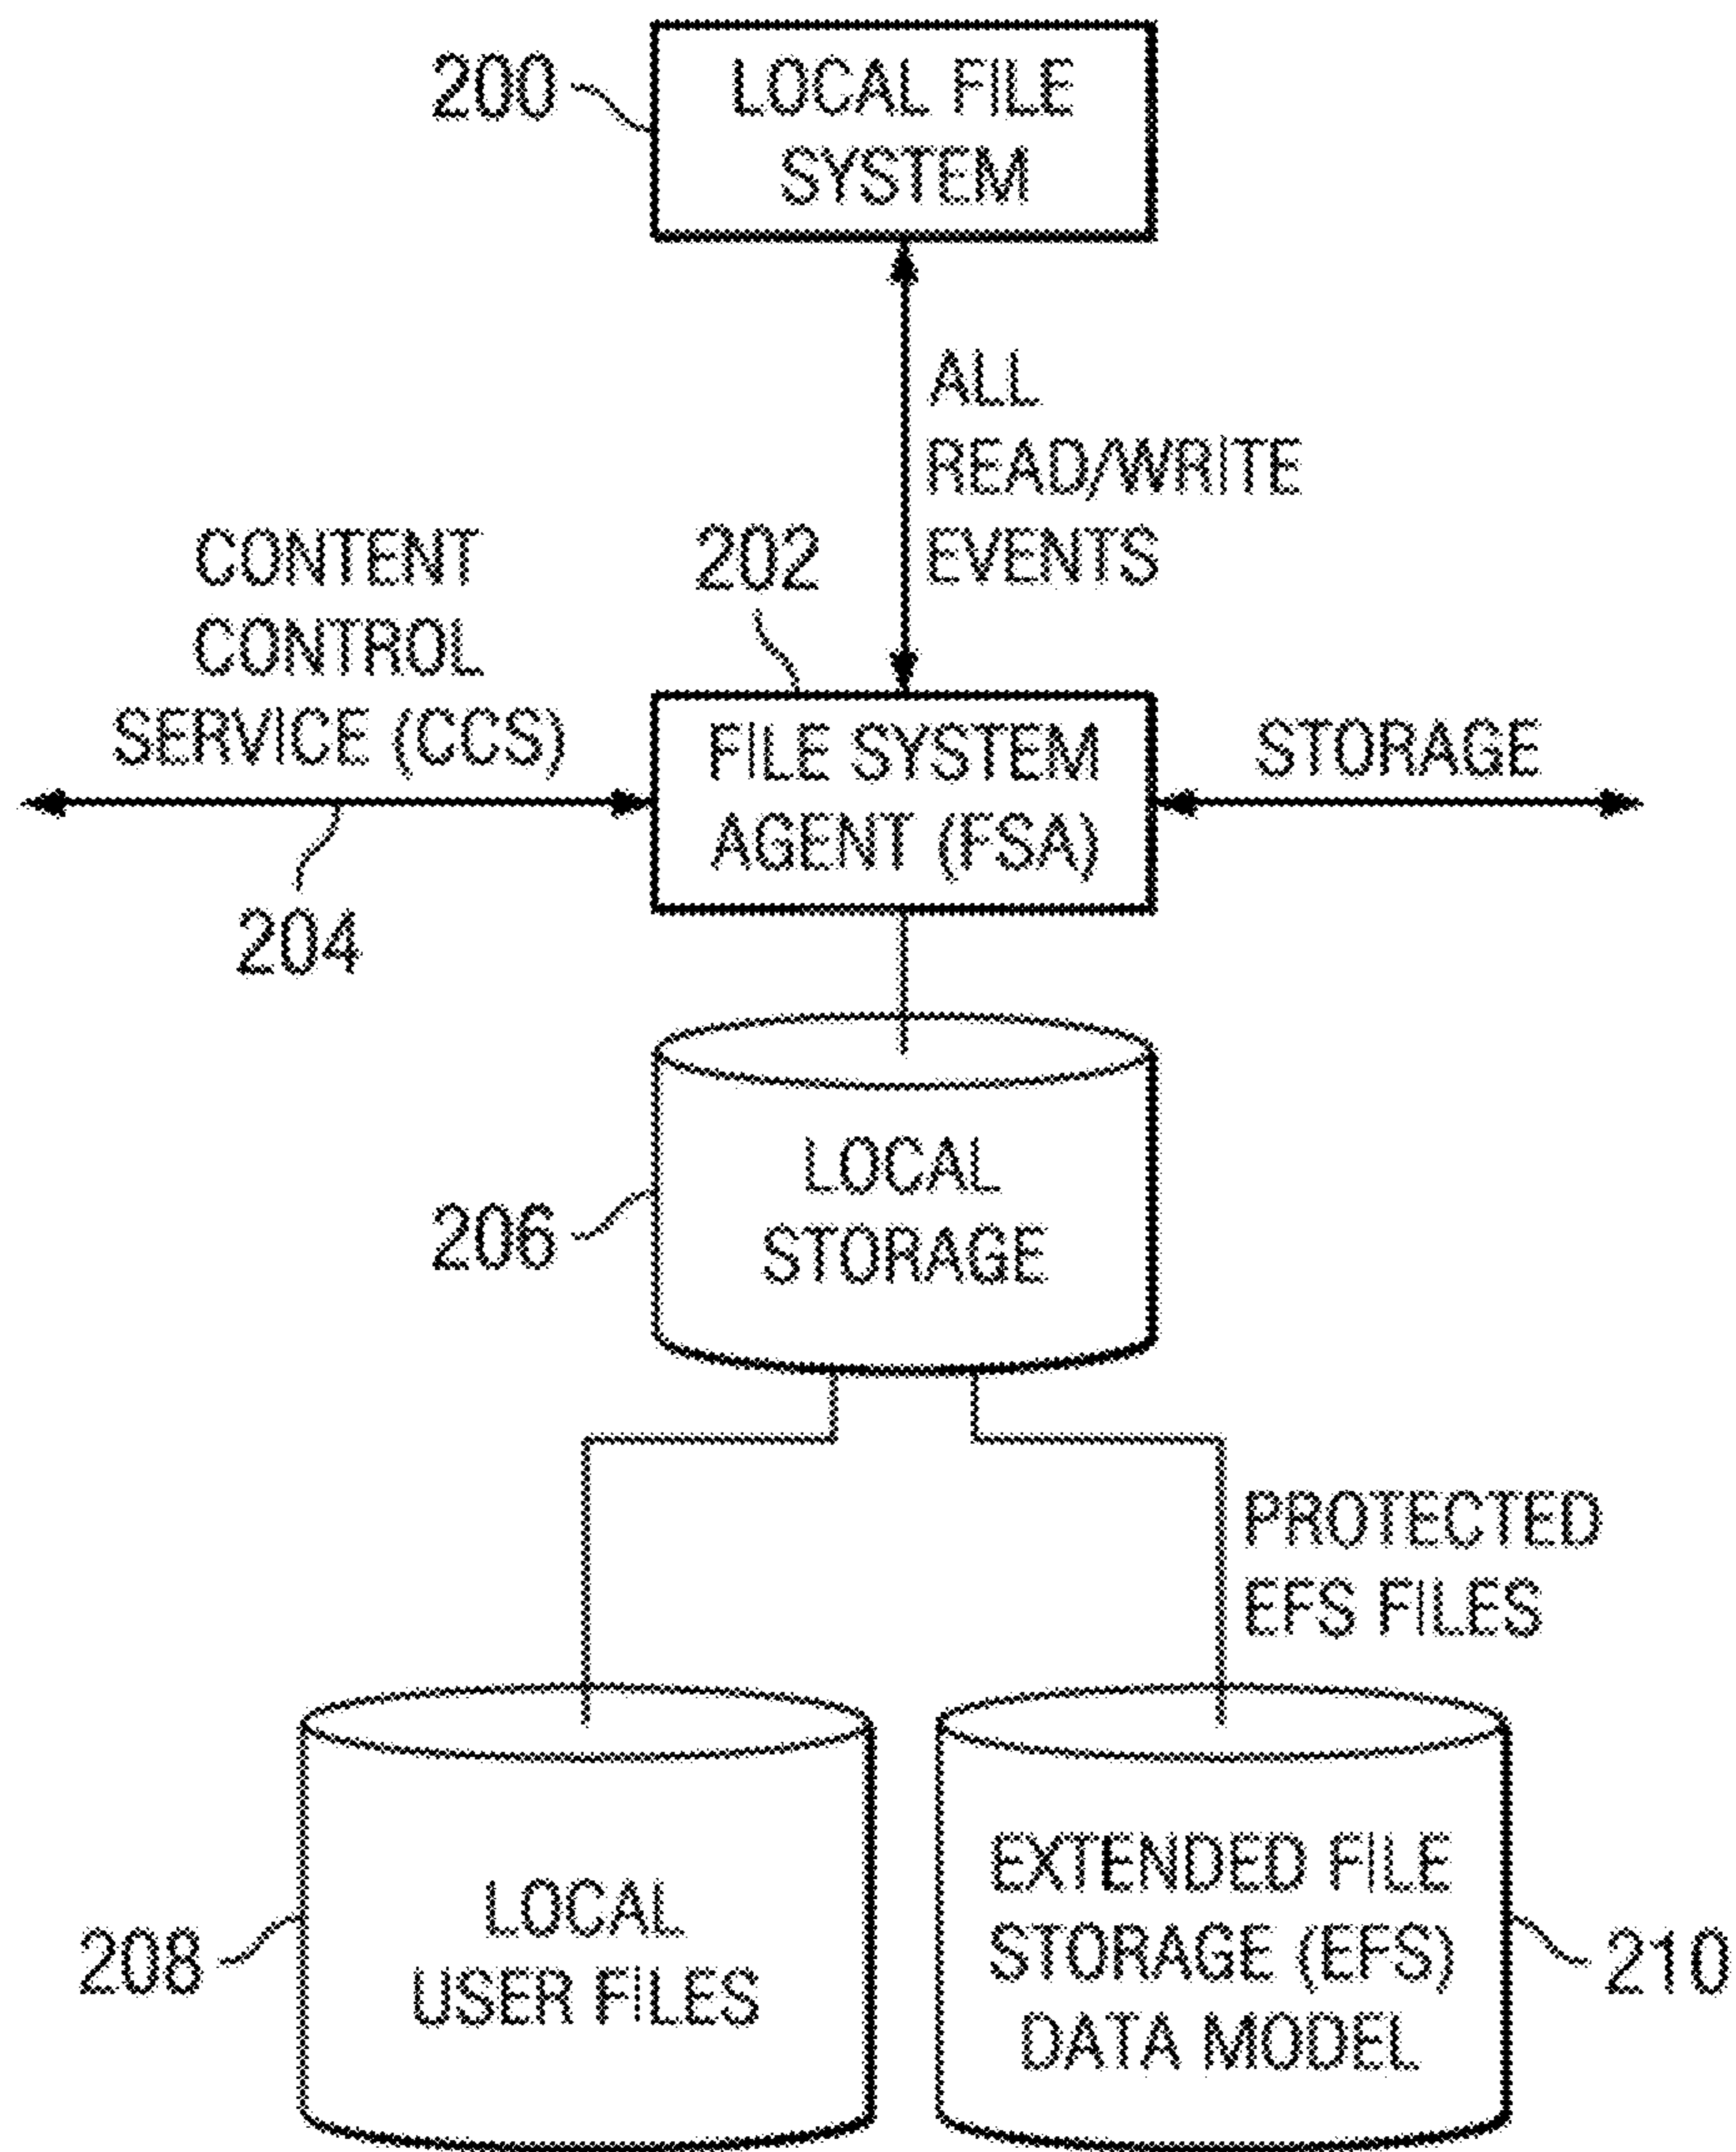 200
LOCAL FILE
SYSTEM
ALL
READ/WRITE
EVENTS
CONTENT
CONTROL
SERVICE (CCS)
202
FILE SYSTEM
AGENT (FSA)
STORAGE
204
LOCAL
STORAGE
206
PROTECTED
EFS FILES
LOCAL
USER FILES
208
EXTENDED FILE
STORAGE (EFS)
DATA MODEL
210